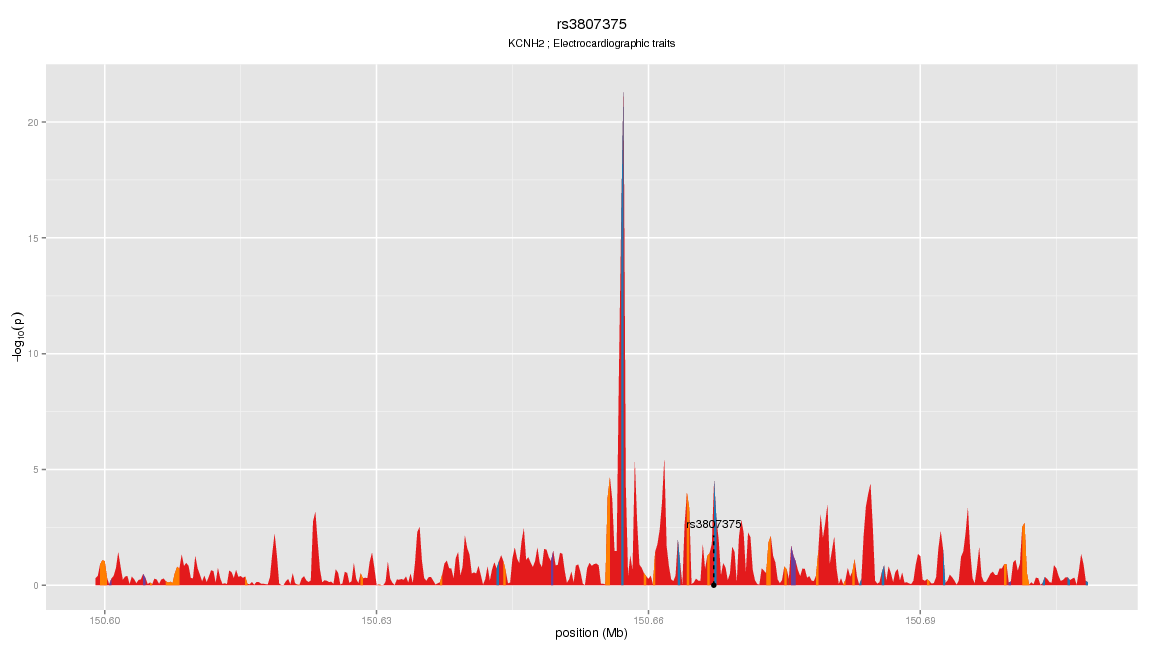 rs3807375
KCNH2 ; Electrocardiographic traits
20
15
10
5
0
−log10(p)
rs3807375
150.60
150.63
150.66
150.69
position (Mb)